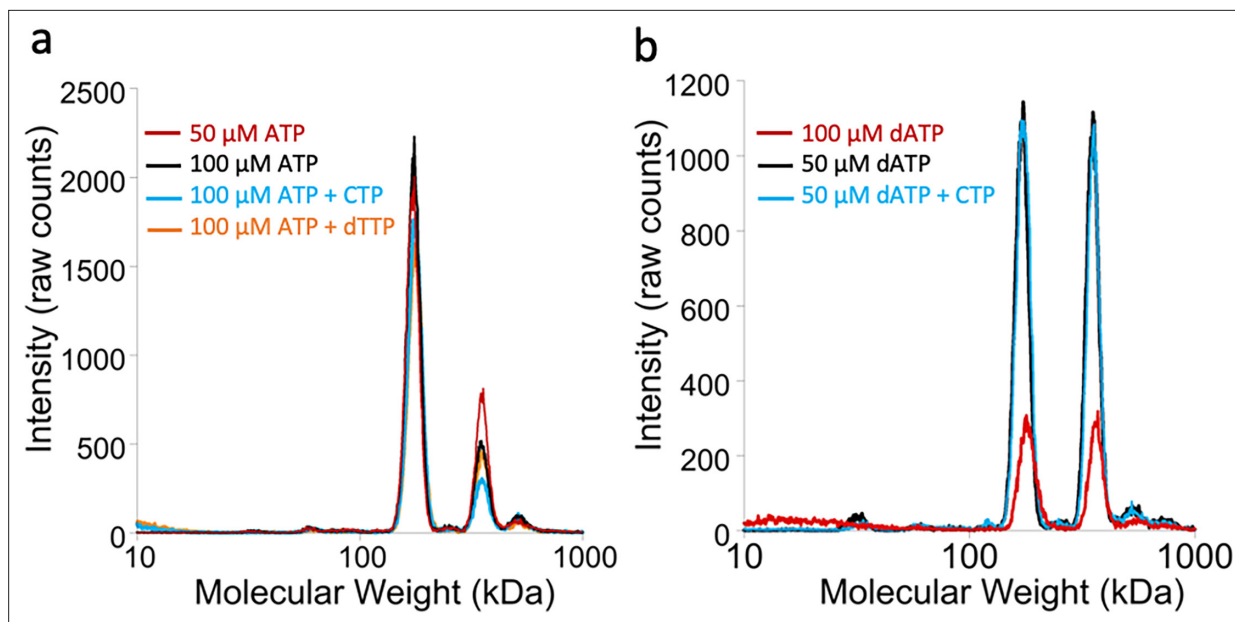 a
2500
2000
1500
1000
500
0
Intensity (raw counts)
50 µM ATP
100 µM ATP
100 µM ATP + CTP
100 µM ATP + dTTP
10
100
1000
Molecular Weight (kDa)
b
1200
1000
800
600
400
200
0
Intensity (raw counts)
100 µM dATP
50 µM dATP
50 µM dATP + CTP
10
100
1000
Molecular Weight (kDa)